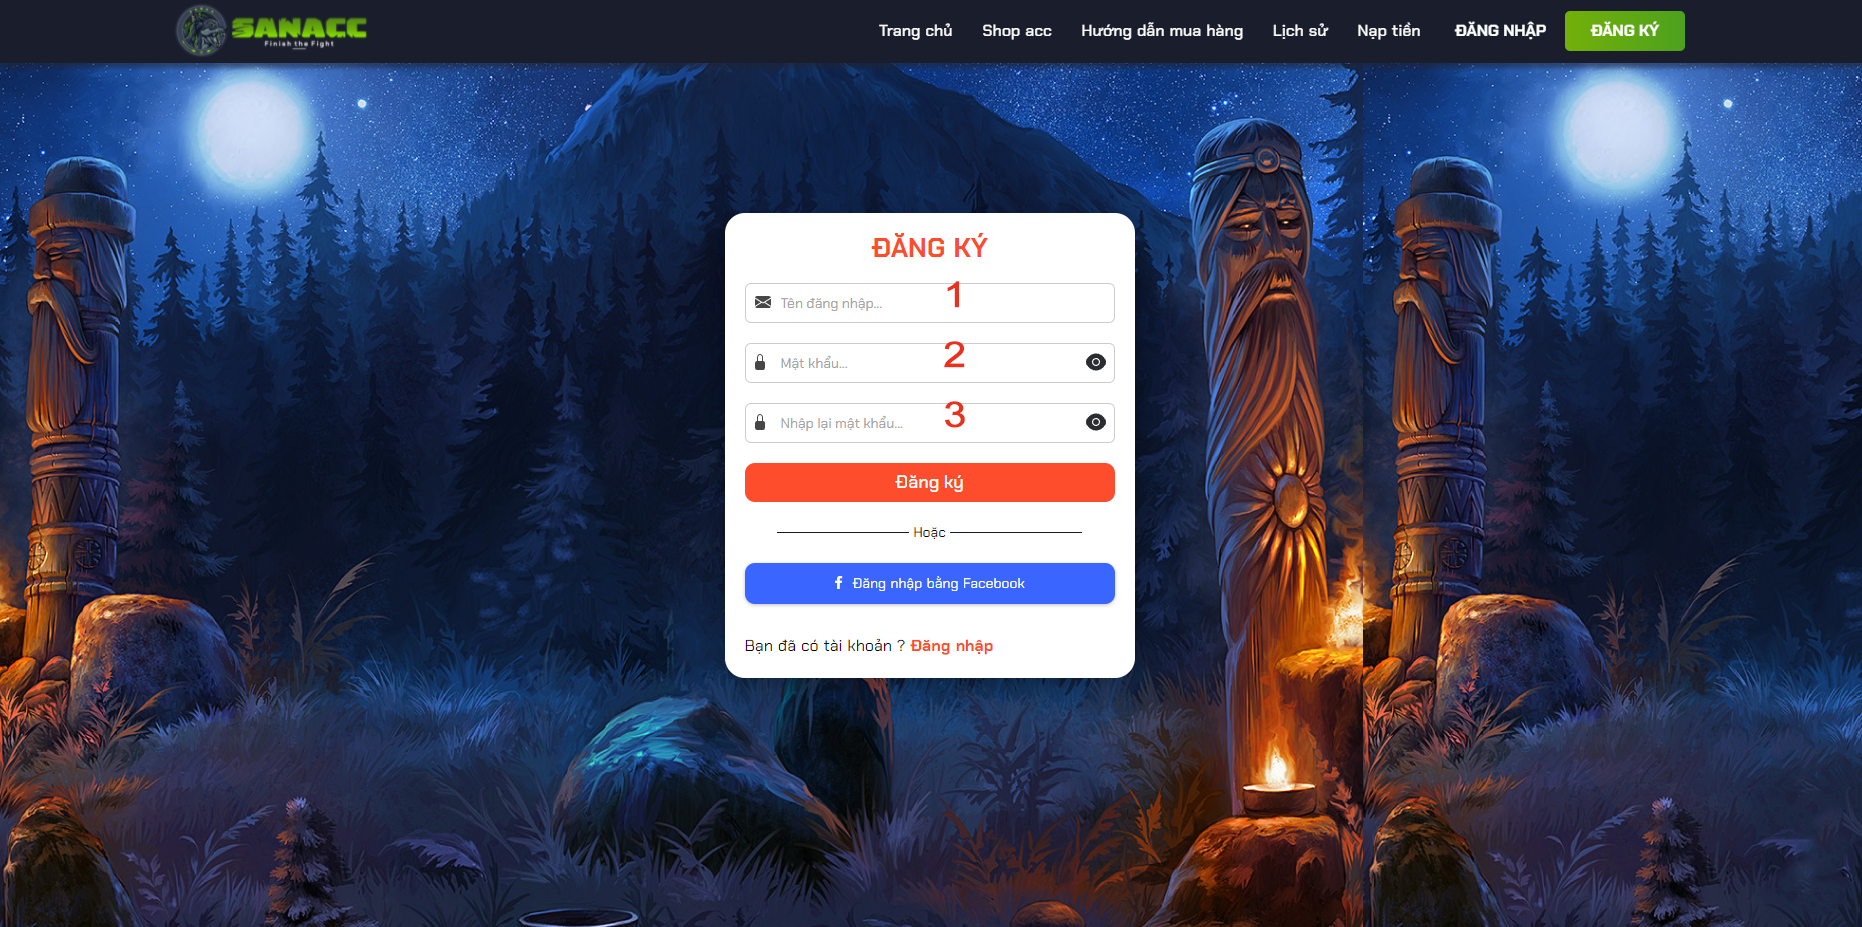 SANACC
Finish the Fight
Trang chủ Shop acc Hướng dẫn mua hàng Lịch sử Nạp tiền ĐĂNG NHẬP ĐĂNG KÝ
ĐĂNG KÝ
Tên đăng nhập... 1
Mật khẩu... 2
Nhập lại mật khẩu... 3
Đăng ký
Hoặc
Đăng nhập bằng Facebook
Bạn đã có tài khoản ? Đăng nhập